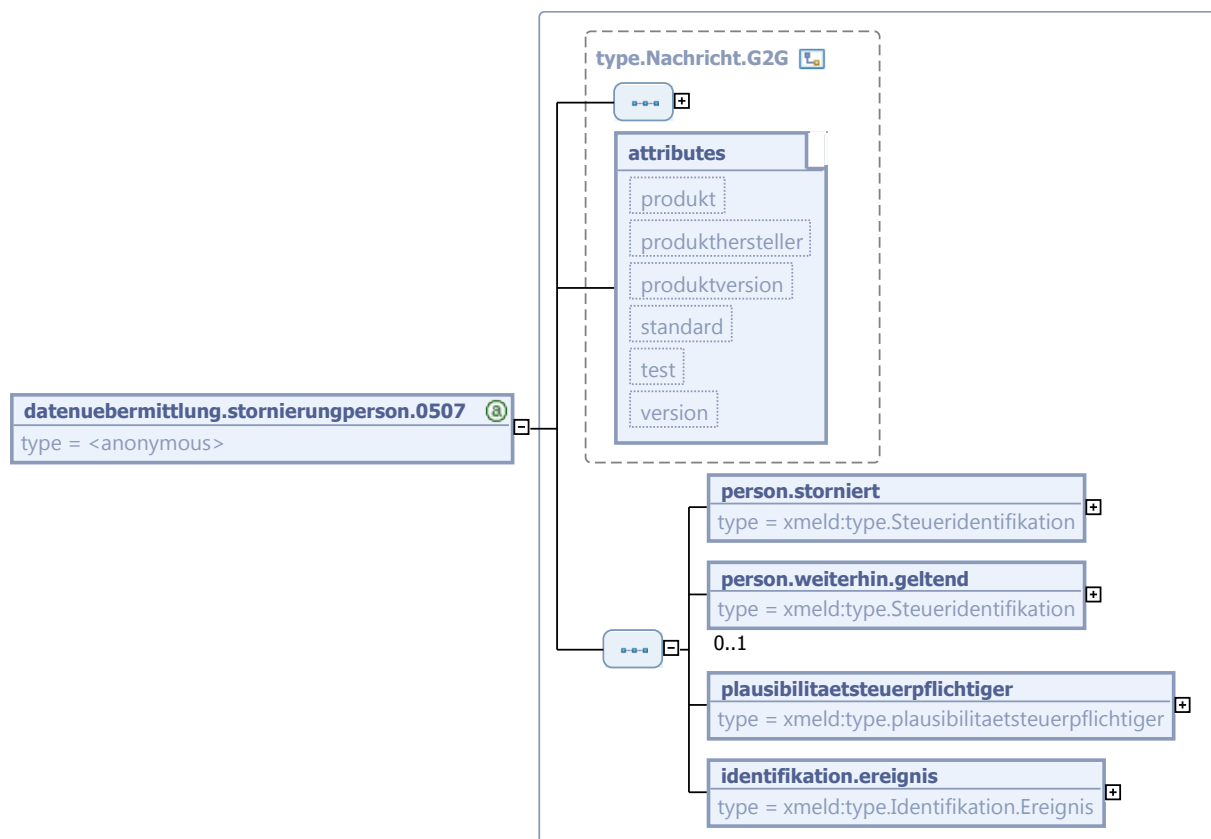 type.Nachricht.G2G
attributes
produkt
produkthersteller
produktversion
standard
test
version
datenuebermittlung.stornierungperson.0507
type = <anonymous>
person.storniert
type = xmeld:type.Steueridentifikation
person.weiterhin.geltend
type = xmeld:type.Steueridentifikation
0..1
plausibilitaetsteuerpflichtiger
type = xmeld:type.plausibilitaetsteuerpflichtiger
identifikation.ereignis
type = xmeld:type.Identifikation.Ereignis